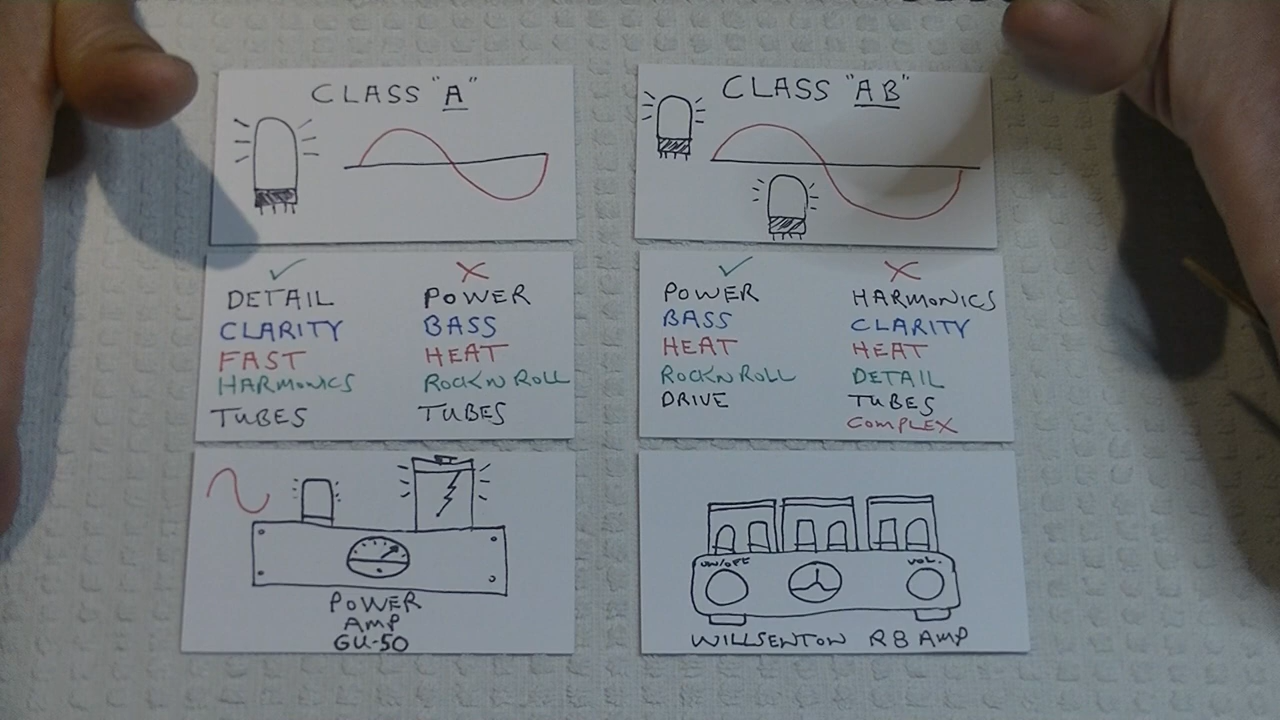 CLASS "A"
✓ X
DETAIL POWER
CLARITY BASS
FAST HEAT
HARMONICS ROCK N ROLL
TUBES TUBES
POWER
AMP
GU-50
CLASS "AB"
✓ X
POWER HARMONICS
BASS CLARITY
HEAT HEAT
ROCK N ROLL DETAIL
DRIVE TUBES
COMPLEX
ON/OFF VOL.
WILLSENTON R8 AMP